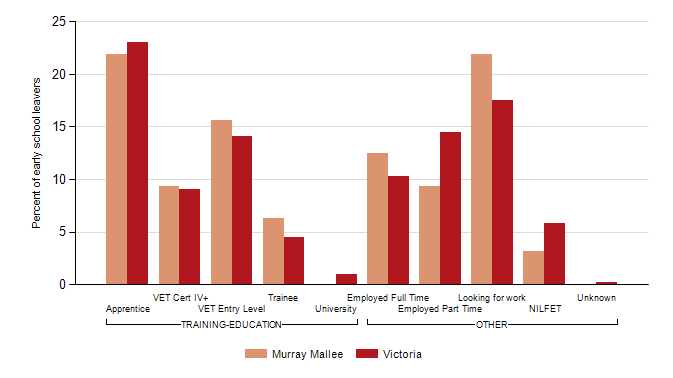 25
20
15
10
5
0
Percent of early school leavers
VET Cert IV+ Trainee Employed Full Time Looking for work Unknown
Apprentice VET Entry Level University Employed Part Time NILFET
TRAINING-EDUCATION OTHER
Murray Mallee Victoria